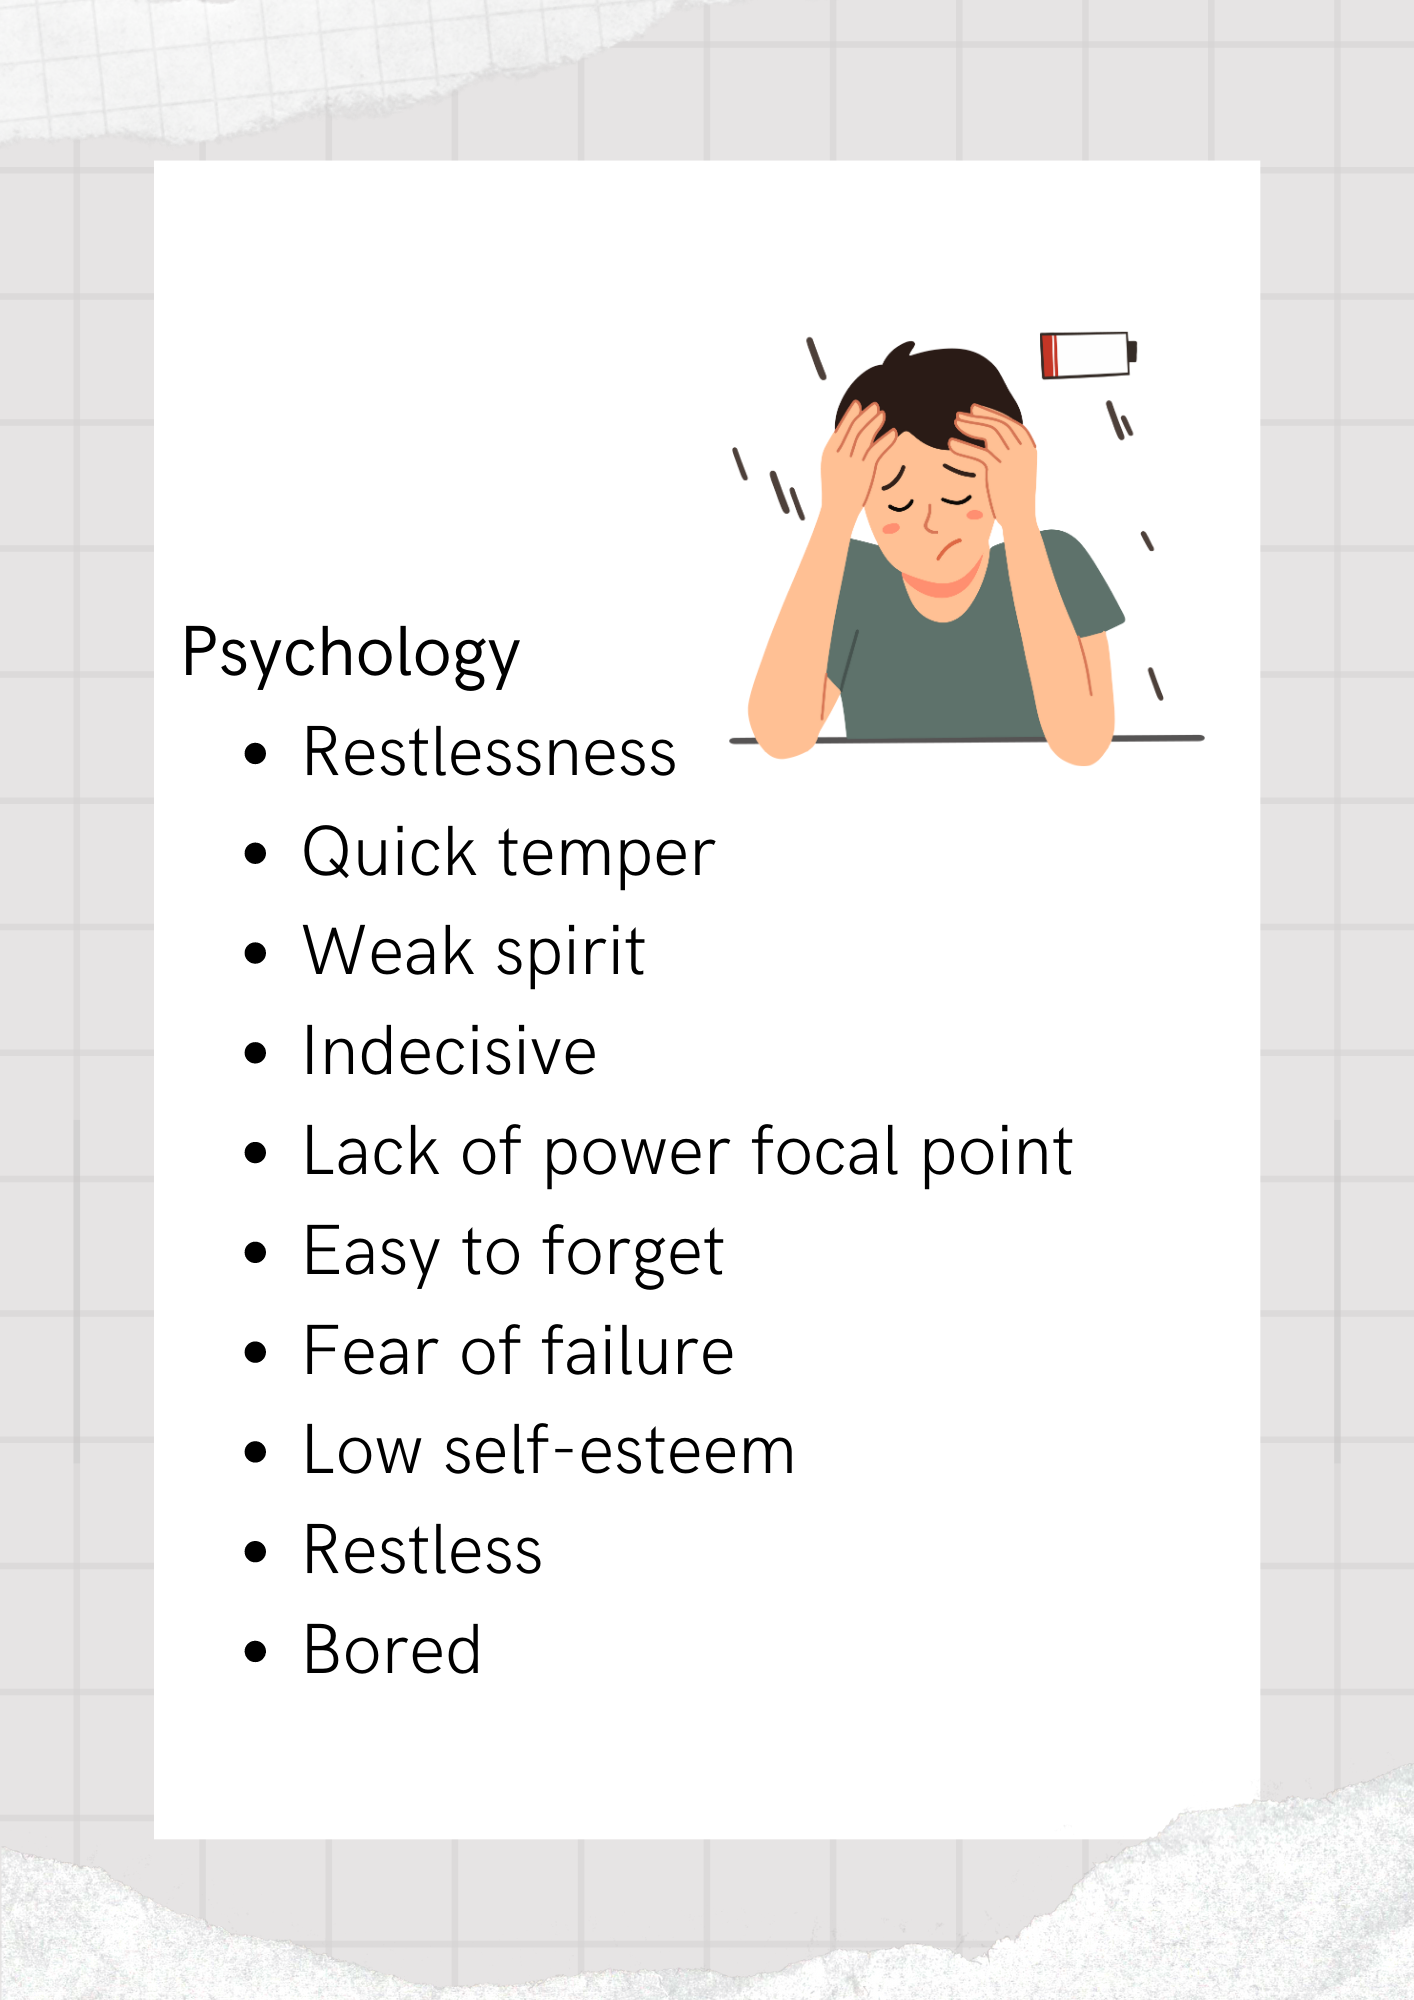 Psychology
• Restlessness
• Quick temper
• Weak spirit
• Indecisive
• Lack of power focal point
• Easy to forget
• Fear of failure
• Low self-esteem
• Restless
• Bored